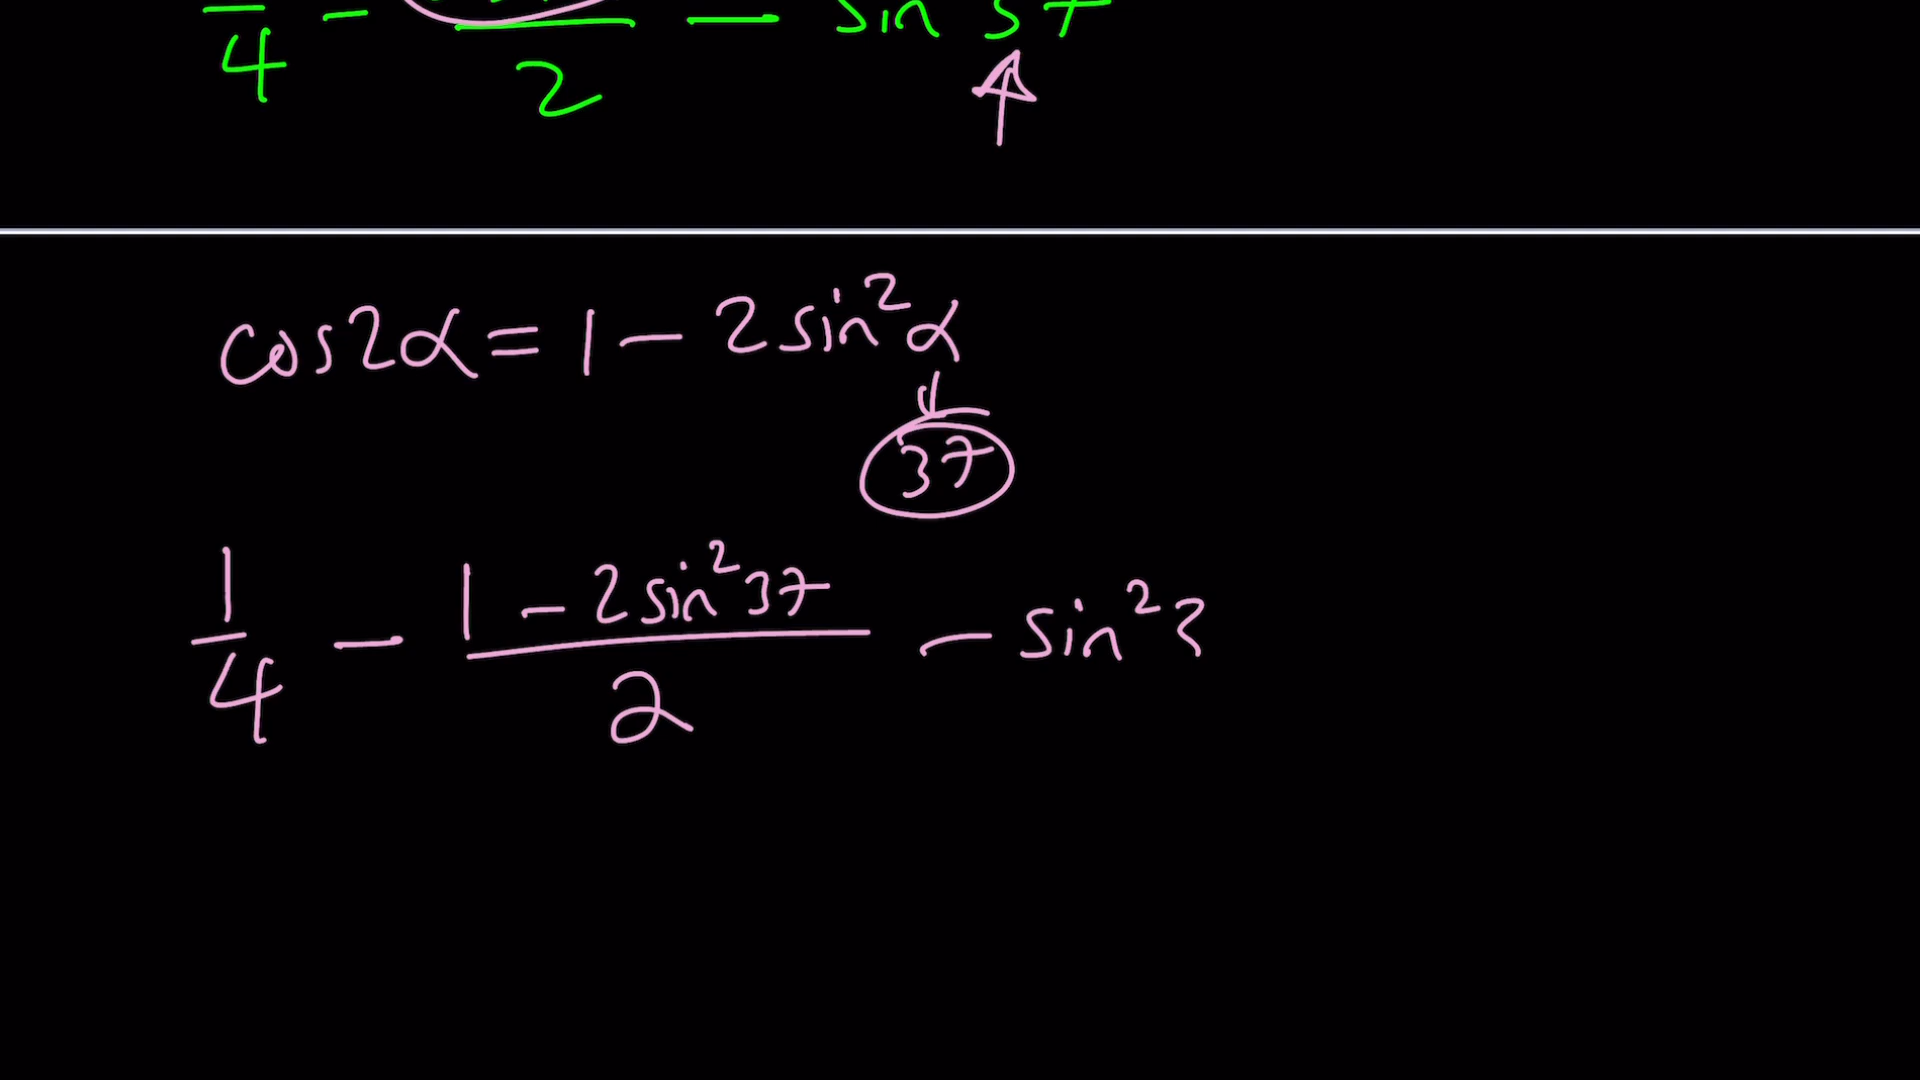 4 - 2 - sin 37
cos2α = 1 - 2sin²α
37
1/4 - (1 - 2sin²37)/2 - sin²3